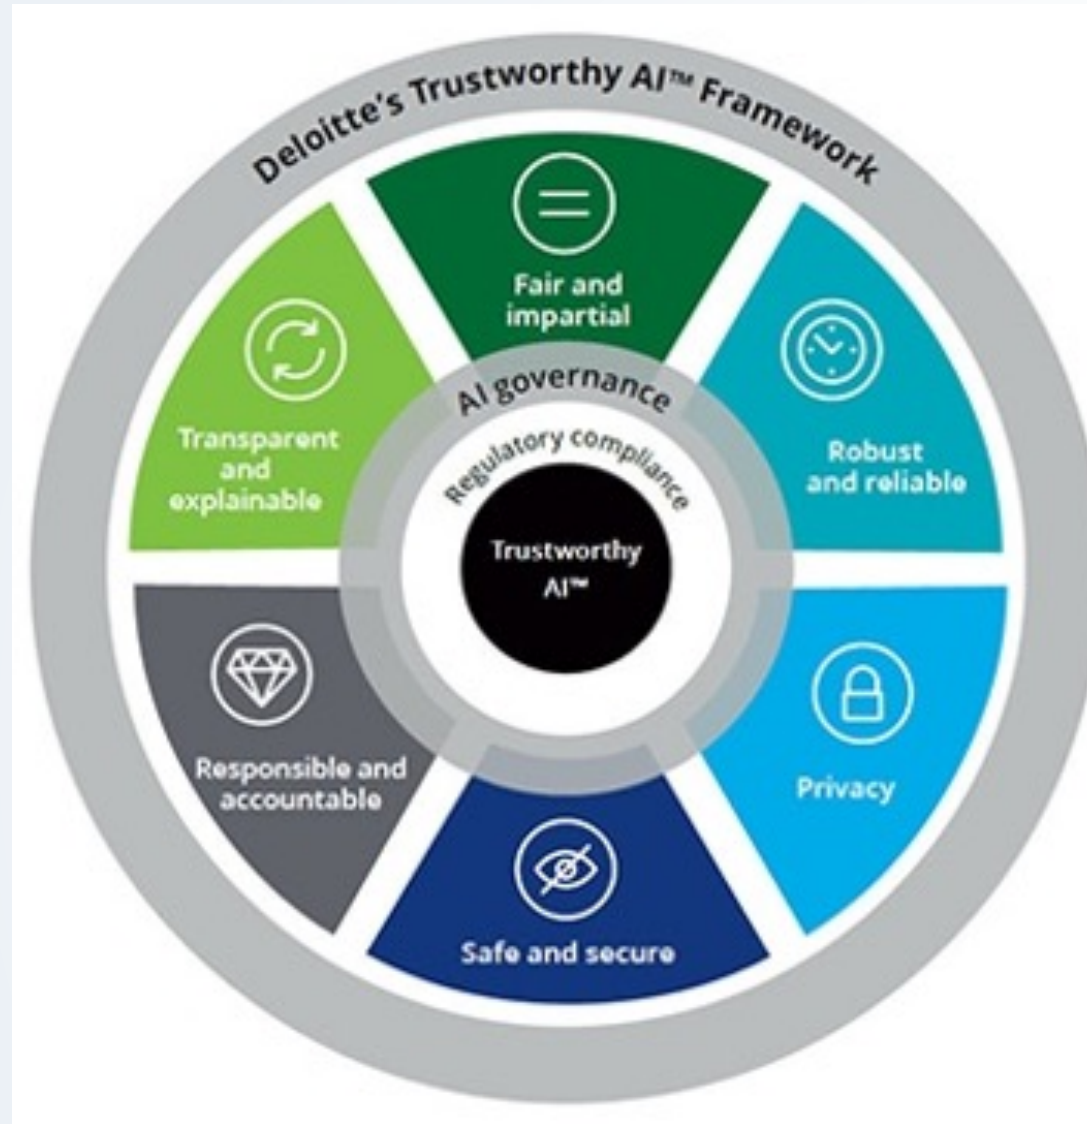 Deloitte's Trustworthy AI™ Framework
Fair and
impartial
Robust
and reliable
Privacy
Safe and secure
Responsible and
accountable
Transparent
and
explainable
AI governance
Regulatory compliance
Trustworthy
AI™